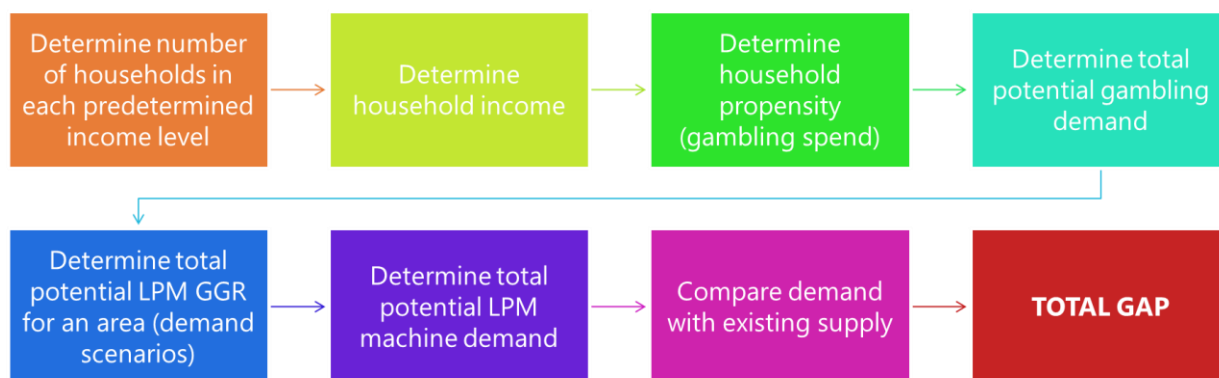 Determine number
of households in
each predetermined
income level
Determine
household income
Determine
household
propensity
(gambling spend)
Determine total
potential gambling
demand
Determine total
potential LPM GGR
for an area (demand
scenarios)
Determine total
potential LPM
machine demand
Compare demand
with existing supply
TOTAL GAP